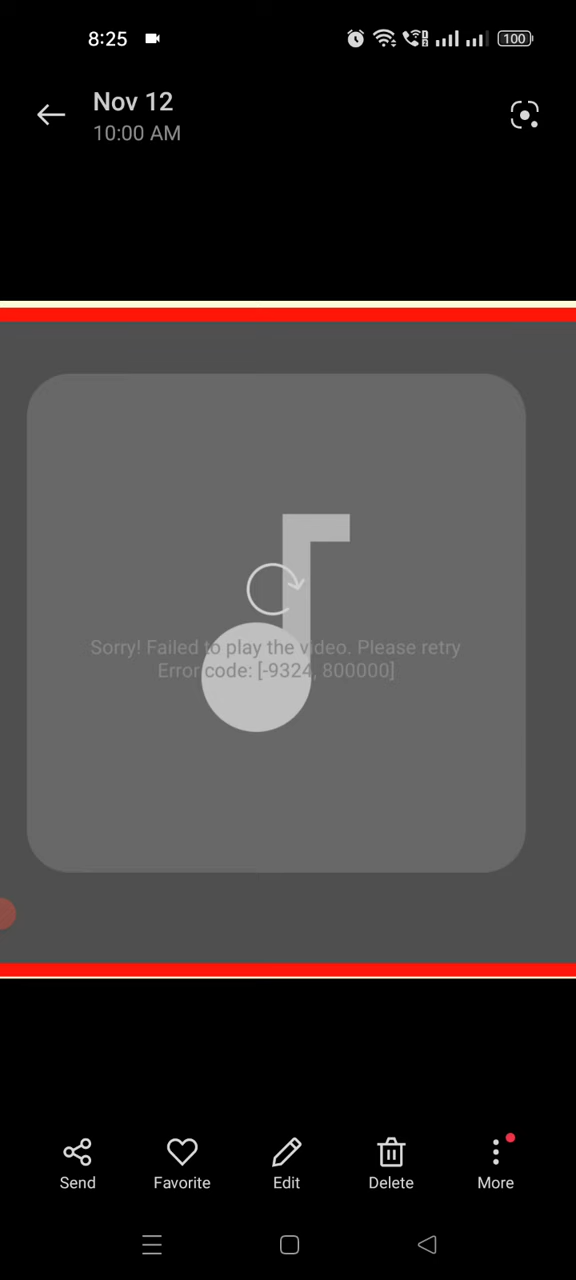 8:25
100
Nov 12
10:00 AM
Sorry! Failed to play the video. Please retry
Error code: [-9324, 800000]
Send
Favorite
Edit
Delete
More